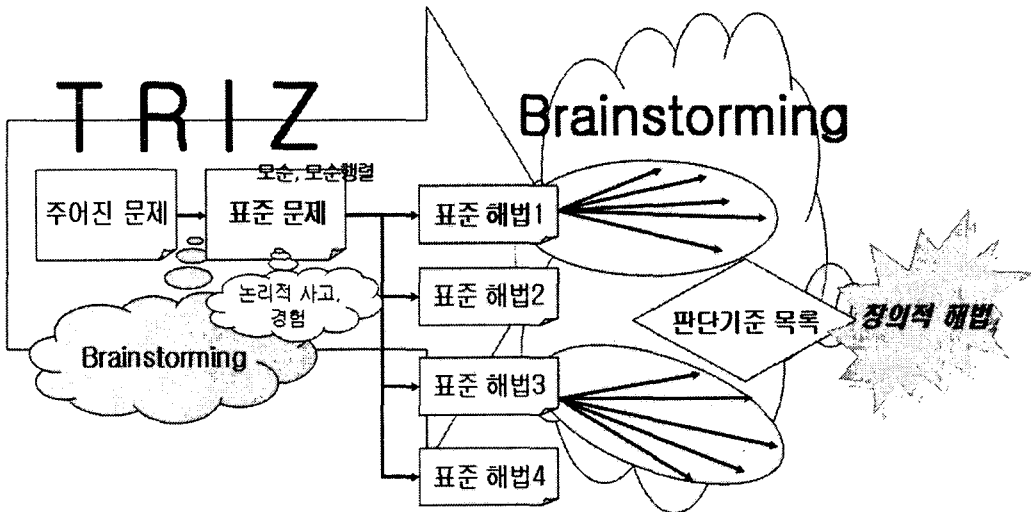 TRIZ
Brainstorming
모순, 모순행렬
주어진 문제
표준 문제
표준 해법1
논리적 사고,
경험
표준 해법2
판단기준 목록
창의적 해법
Brainstorming
표준 해법3
표준 해법4